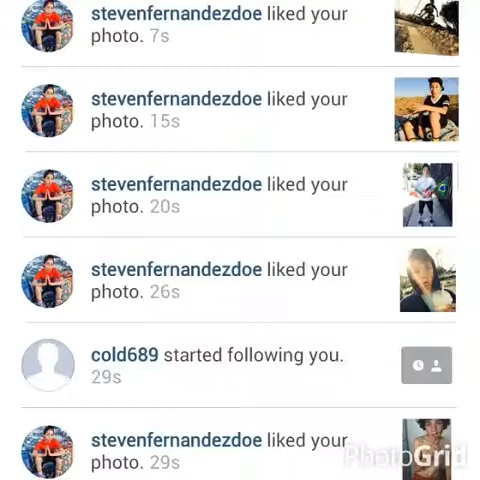 stevenfernandezdoe liked your
photo. 7s
stevenfernandezdoe liked your
photo. 15s
stevenfernandezdoe liked your
photo. 20s
stevenfernandezdoe liked your
photo. 26s
cold689 started following you.
29s
stevenfernandezdoe liked your
photo. 29s
PhotoGrid